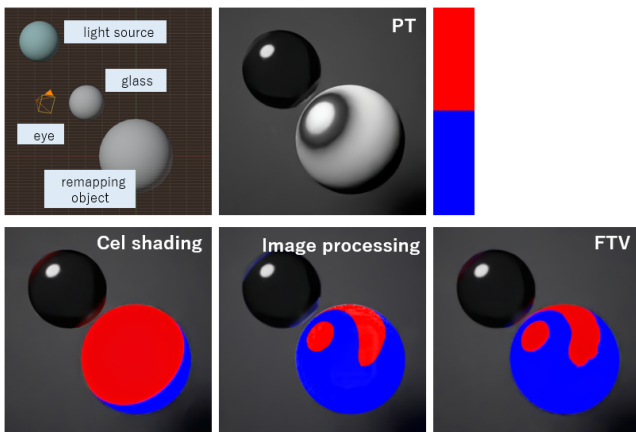 light source
glass
eye
remapping
object
PT
Cel shading
Image processing
FTV